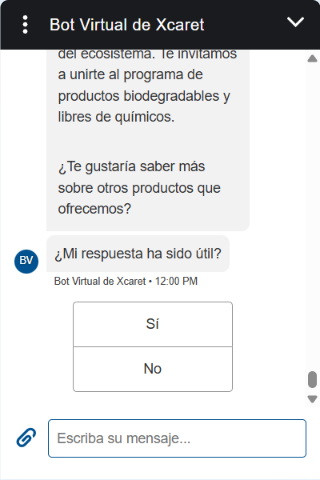 Bot Virtual de Xcaret
del ecosistema. Te invitamos
a unirte al programa de
productos biodegradables y
libres de químicos.
¿Te gustaría saber más
sobre otros productos que
ofrecemos?
BV
¿Mi respuesta ha sido útil?
Bot Virtual de Xcaret • 12:00 PM
Sí
No
Escriba su mensaje...